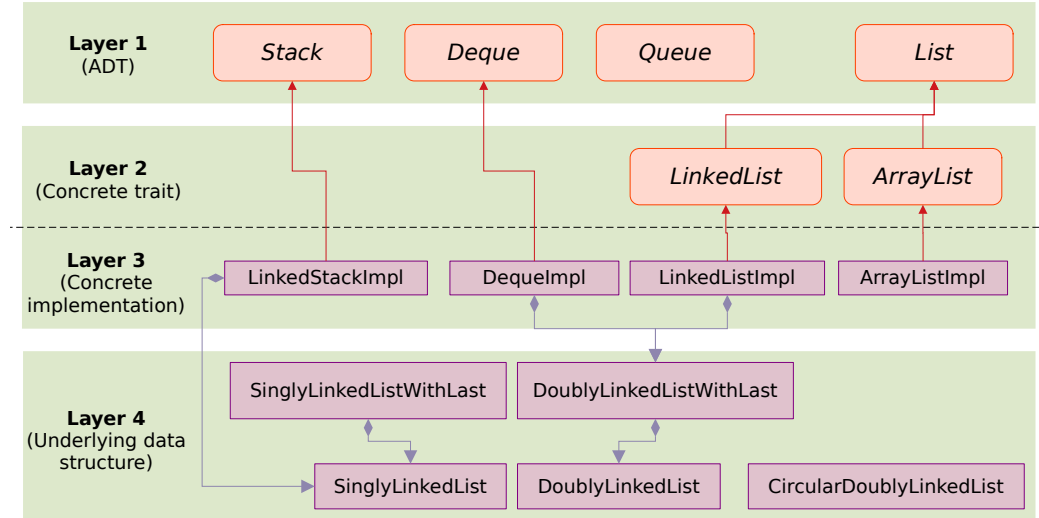 Layer 1
(ADT)
Stack
Deque
Queue
List
Layer 2
(Concrete trait)
LinkedList
ArrayList
Layer 3
(Concrete
implementation)
LinkedStackImpl
DequeImpl
LinkedListImpl
ArrayListImpl
Layer 4
(Underlying data
structure)
SinglyLinkedListWithLast
DoublyLinkedListWithLast
SinglyLinkedList
DoublyLinkedList
CircularDoublyLinkedList